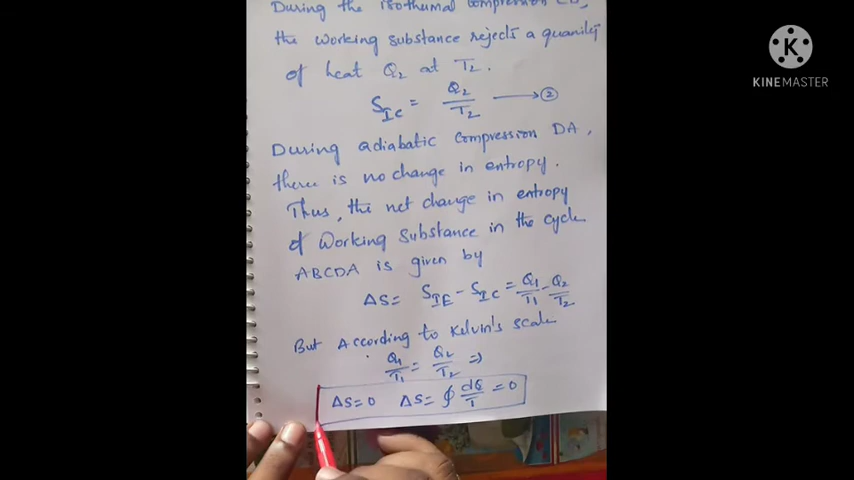 During the isothermal compression CD,
the working substance rejects a quanity
of heat Q2 at T2.
S_IC = Q2/T2 → ②
During adiabatic compression DA,
there is no change in entropy.
Thus, the net change in entropy
of Working substance in the cycle
ABCDA is given by
ΔS = S_IE - S_IC = Q1/T1 - Q2/T2
But According to Kelvin's scale
Q1/T1 = Q2/T2 ⇒
ΔS=0 ΔS= ∮ dQ/T = 0
K
KINEMASTER